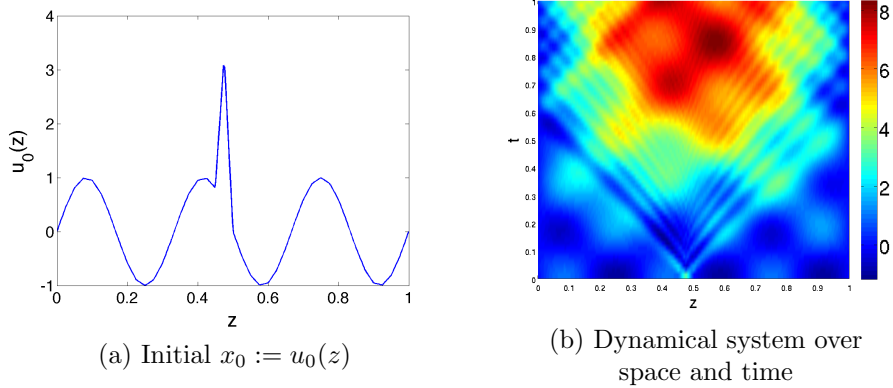 4
3
2
1
0
-1
u₀(z)
0 0.2 0.4 0.6 0.8 1
z
(a) Initial x₀ := u₀(z)
1
0.9
0.8
0.7
0.6
0.5
0.4
0.3
0.2
0.1
0
t
0 0.1 0.2 0.3 0.4 0.5 0.6 0.7 0.8 0.9 1
z
8
6
4
2
0
(b) Dynamical system over
space and time